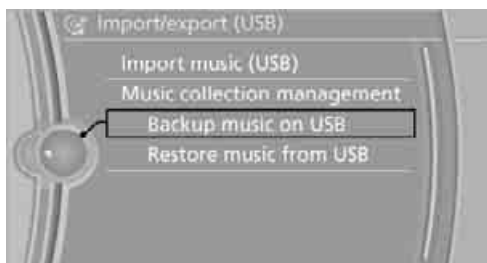 Import/export (USB)
Import music (USB)
Music collection management
Backup music on USB
Restore music from USB